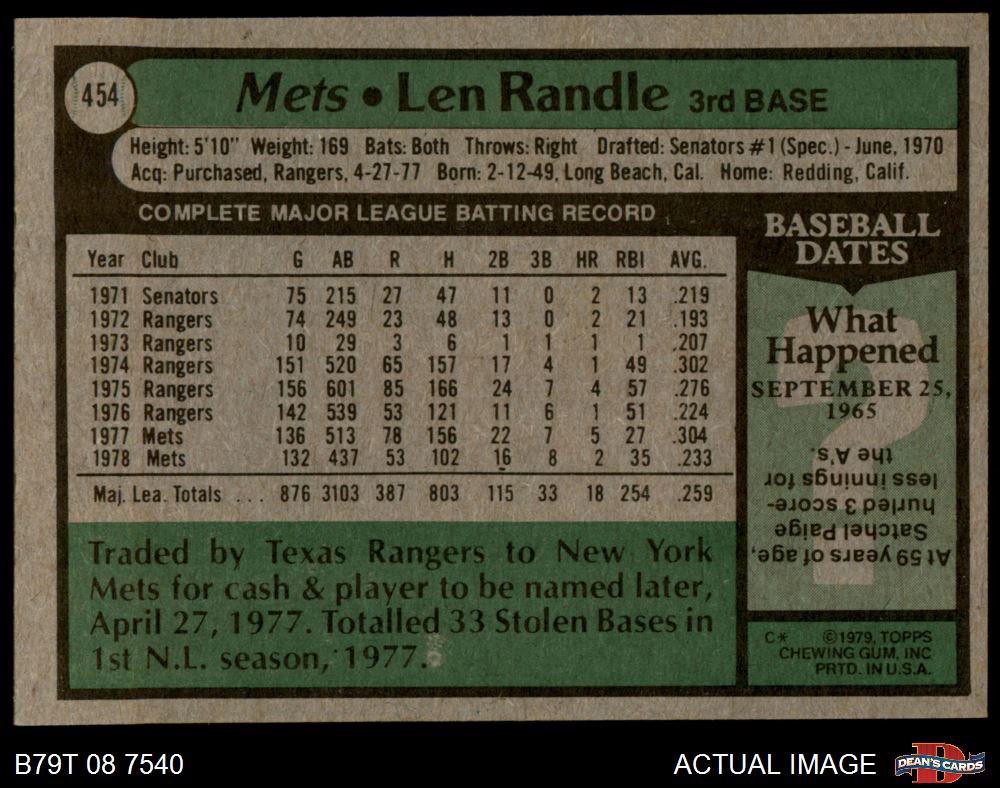 454
Mets • Len Randle 3rd BASE
Height: 5'10" Weight: 169 Bats: Both Throws: Right Drafted: Senators #1 (Spec.) - June, 1970
Acq: Purchased, Rangers, 4-27-77 Born: 2-12-49, Long Beach, Cal. Home: Redding, Calif.
COMPLETE MAJOR LEAGUE BATTING RECORD
Year Club G AB R H 2B 3B HR RBI AVG.
1971 Senators 75 215 27 47 11 0 2 13 .219
1972 Rangers 74 249 23 48 13 0 2 21 .193
1973 Rangers 10 29 3 6 1 1 1 1 .207
1974 Rangers 151 520 65 157 17 4 1 49 .302
1975 Rangers 156 601 85 166 24 7 4 57 .276
1976 Rangers 142 539 53 121 11 6 1 51 .224
1977 Mets 136 513 78 156 22 7 5 27 .304
1978 Mets 132 437 53 102 16 8 2 35 .233
Maj. Lea. Totals ... 876 3103 387 803 115 33 18 254 .259
Traded by Texas Rangers to New York
Mets for cash & player to be named later,
April 27, 1977. Totalled 33 Stolen Bases in
1st N.L. season, 1977.
BASEBALL
DATES
What
Happened
SEPTEMBER 25,
1965
?
At 59 years of age,
Satchel Paige
hurled 3 score-
less innings for
the A's.
C* ©1979, TOPPS
CHEWING GUM, INC
PRTD. IN U.S.A.
B79T 08 7540
ACTUAL IMAGE
D
DEAN'S CARDS